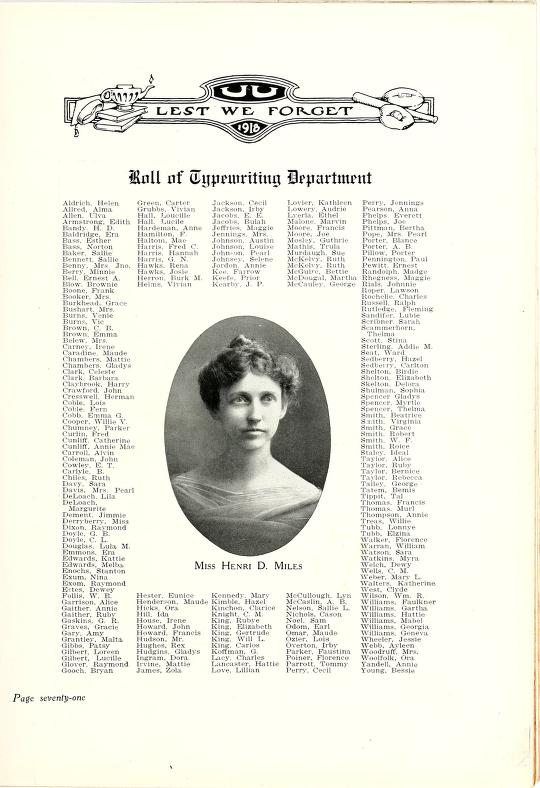 UU
LEST WE FORGET
1918
Roll of Typewriting Department
Aldrich, Helen
Allred, Alma
Allen, Ulva
Armstrong, Edith
Bandy, H. D.
Baldridge, Era
Bass, Esther
Bass, Norton
Baker, Sallie
Bennett, Sallie
Benny, Mrs. Jno.
Berry, Minnie
Bell, Ernest A.
Blow, Brownie
Boone, Frank
Booker, Mrs.
Burkhead, Grace
Bushart, Mrs.
Burns, Venie
Burns, Vic
Brown, C. B.
Brown, Emma
Belew, Mrs.
Carney, Irene
Caradine, Maude
Chambers, Mattie
Chambers, Gladys
Clark, Celeste
Clark, Barbara
Claybrook, Harry
Crawford, John
Cresswell, Herman
Coble, Lois
Coble, Fern
Cobb, Emma G.
Cooper, Willie V.
Chumney, Parker
Curlin, Fred
Cunliff, Catherine
Cunliff, Annie Mae
Carroll, Alvin
Coleman, John
Cowley, E. T.
Carlyle, B.
Chiles, Ruth
Davy, Sara
Davis, Mrs. Pearl
DeLoach, Lila
DeLoach,
Margurite
Dement, Jimmie
Derryberry, Miss
Dixon, Raymond
Doyle, G. B.
Doyle, C. L.
Douglas, Lula M.
Emmons, Era
Edwards, Kattie
Edwards, Melba
Enochs, Stanton
Exum, Nina
Exom, Raymond
Estes, Dewey
Follis, W. B.
Garrison, Alice
Gaither, Annie
Gaither, Ruby
Gaskins, G. R.
Graves, Gracie
Gary, Amy
Grantley, Malta
Gibbs, Patsy
Gilbert, Loreen
Gilbert, Lucille
Glover, Raymond
Gooch, Bryan
Green, Carter
Grubbs, Vivian
Hall, Loucille
Hall, Lucile
Hardeman, Anne
Hamilton, F.
Haltom, Mae
Harris, Fred C.
Harris, Hannah
Harris, G. N.
Hawks, Rena
Hawks, Josie
Herron, Burk M.
Helms, Vivian
Hester, Eunice
Henderson, Maude
Hicks, Ora
Hill, Ida
House, Irene
Howard, John
Howard, Francis
Hudson, Mr.
Hughes, Rex
Hudgins, Gladys
Ingram, Dora
Irvine, Mattie
James, Zola
Jackson, Cecil
Jackson, Irby
Jacobs, E. E.
Jacobs, Bulah
Jeffries, Maggie
Jennings, Mrs.
Johnson, Austin
Johnson, Louise
Johnson, Pearl
Johnsey, Selene
Jordon, Annie
Kee, Farrow
Keefe, Prior
Kearby, J. P.
Kennedy, Mary
Kimble, Hazel
Kinchon, Clarice
Knight, C. M.
King, Rubye
King, Elizabeth
King, Gertrude
King, Will L.
King, Carlos
Koffman, G.
Lacy, Charles
Lancaster, Hattie
Love, Lillian
Lovier, Kathleen
Lowery, Audrie
Lyerla, Ethel
Malone, Marvin
Moore, Francis
Moore, Joe
Mathis, Trula
Mosley, Guthrie
Murdaugh, Sue
McKelvy, Ruth
McKelvy, Ruth
McGuire, Bettie
McDougal, Martha
McCauley, George
McCullough, Lyn
McCaslin, A. B.
Nelson, Sallie L.
Nichols, Cason
Noel, Sam
Odom, Earl
Omar, Maude
Ozier, Lois
Overton, Irby
Parker, Faustina
Poiner, Florence
Parrott, Tommy
Perry, Cecil
Perry, Jennings
Pearson, Anna
Phelps, Everett
Phelps, Joe
Pittman, Bertha
Pope, Mrs. Pearl
Porter, Blance
Porter, A. B.
Pillow, Porter
Pennington, Paul
Pewitt, Ernest
Randolph, Madge
Rhegness, Maggie
Rials, Johnnie
Roper, Lawson
Rochelle, Charles
Russell, Ralph
Rutledge, Fleming
Sandifer, Lubie
Scribner, Sarah
Scammerhorn,
Thelma
Scott, Stina
Sterling, Addie M.
Seat, Ward
Sedberry, Hazel
Sedberry, Carlton
Shelton, Birdie
Shelton, Elizabeth
Skelton, Delora
Shulman, Sophia
Spencer Gladys
Spencer, Myrtle
Spencer, Thelma
Smith, Beatrice
Smith, Virginia
Smith, Grace
Smith, Robert
Smith, W. F.
Smith, Roice
Staley, Ideal
Taylor, Alice
Taylor, Ruby
Taylor, Bernice
Taylor, Rebecca
Talley, George
Tatem, Bemis
Tippit, Tal
Thomas, Francis
Thomas, Murl
Thompson, Annie
Treas, Willie
Tubb, Lonnye
Tubb, Elzina
Walker, Florence
Warran, William
Watson, Sara
Watkins, Myra
Welch, Dewy
Wells, C. M.
Weber, Mary L.
Walters, Katherine
West, Clyde
Wilson, Wm. R.
Williams, Faulkner
Williams, Gartha
Williams, Hattie
Williams, Mabel
Williams, Georgia
Williams, Geneva
Wheeler, Jessie
Webb, Ayleen
Woodruff, Mrs.
Woolfolk, Ora
Yandell, Annie
Young, Bessie
MISS HENRI D. MILES
Page seventy-one